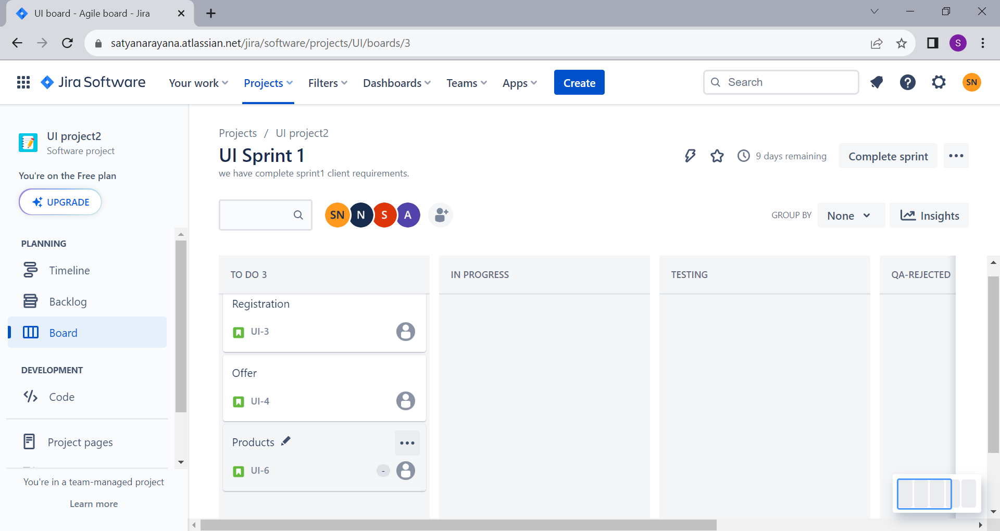 UI board - Agile board - Jira
satyanarayana.atlassian.net/jira/software/projects/UI/boards/3
S
Jira Software
Your work
Projects
Filters
Dashboards
Teams
Apps
Create
Search
SN
UI project2
Software project
You're on the Free plan
UPGRADE
PLANNING
Timeline
Backlog
Board
DEVELOPMENT
Code
Project pages
You're in a team-managed project
Learn more
Projects / UI project2
UI Sprint 1
we have complete sprint1 client requirements.
9 days remaining
Complete sprint
SN N S A
GROUP BY
None
Insights
TO DO 3
IN PROGRESS
TESTING
QA-REJECTED
Registration
UI-3
Offer
UI-4
Products
UI-6
-